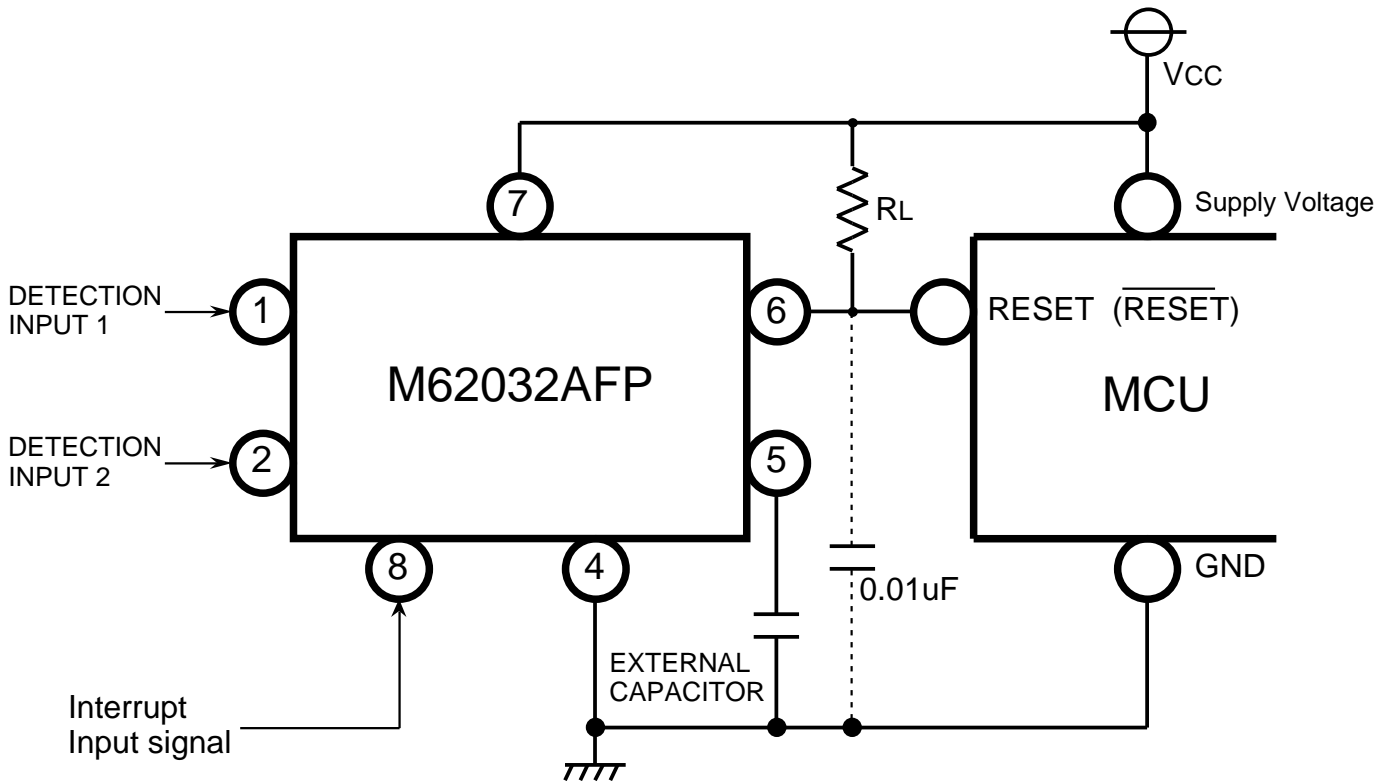 VCC
7
RL
Supply Voltage
DETECTION
INPUT 1
1
6
RESET (RESET)
M62032AFP
MCU
DETECTION
INPUT 2
2
5
8
4
GND
0.01uF
EXTERNAL
CAPACITOR
Interrupt
Input signal